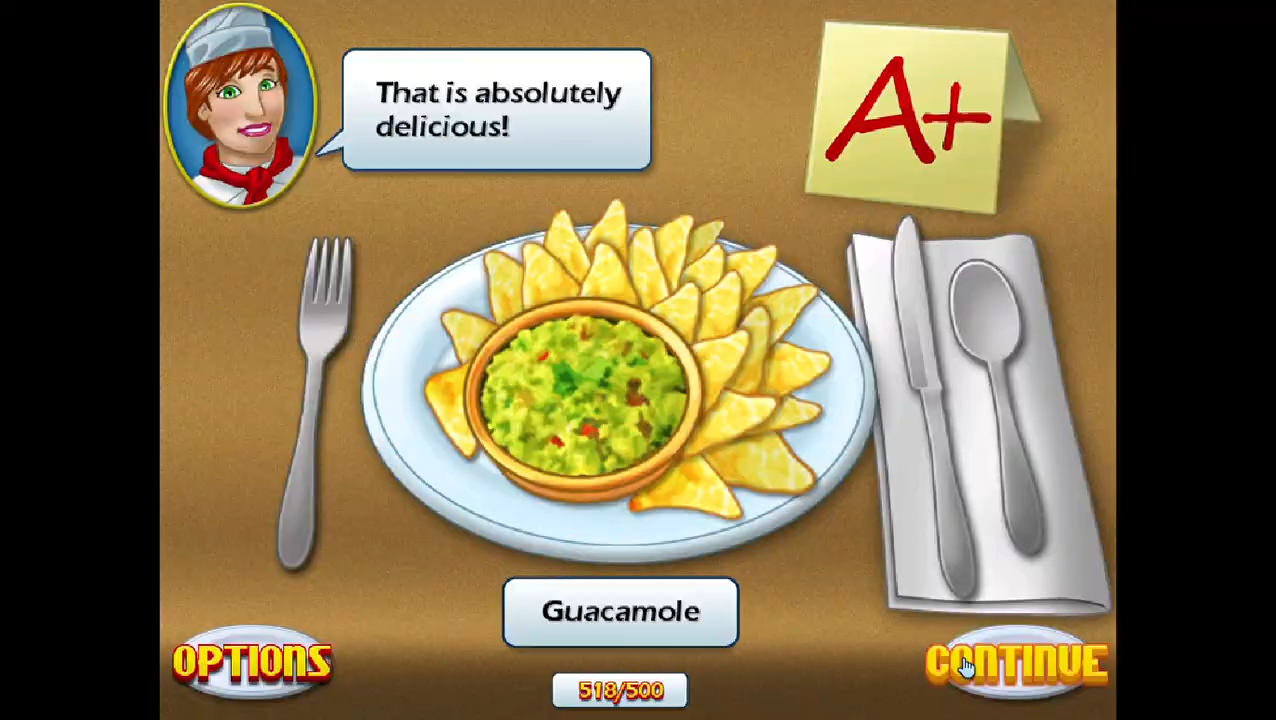 That is absolutely
delicious!
A+
Guacamole
OPTIONS
CONTINUE
518/500